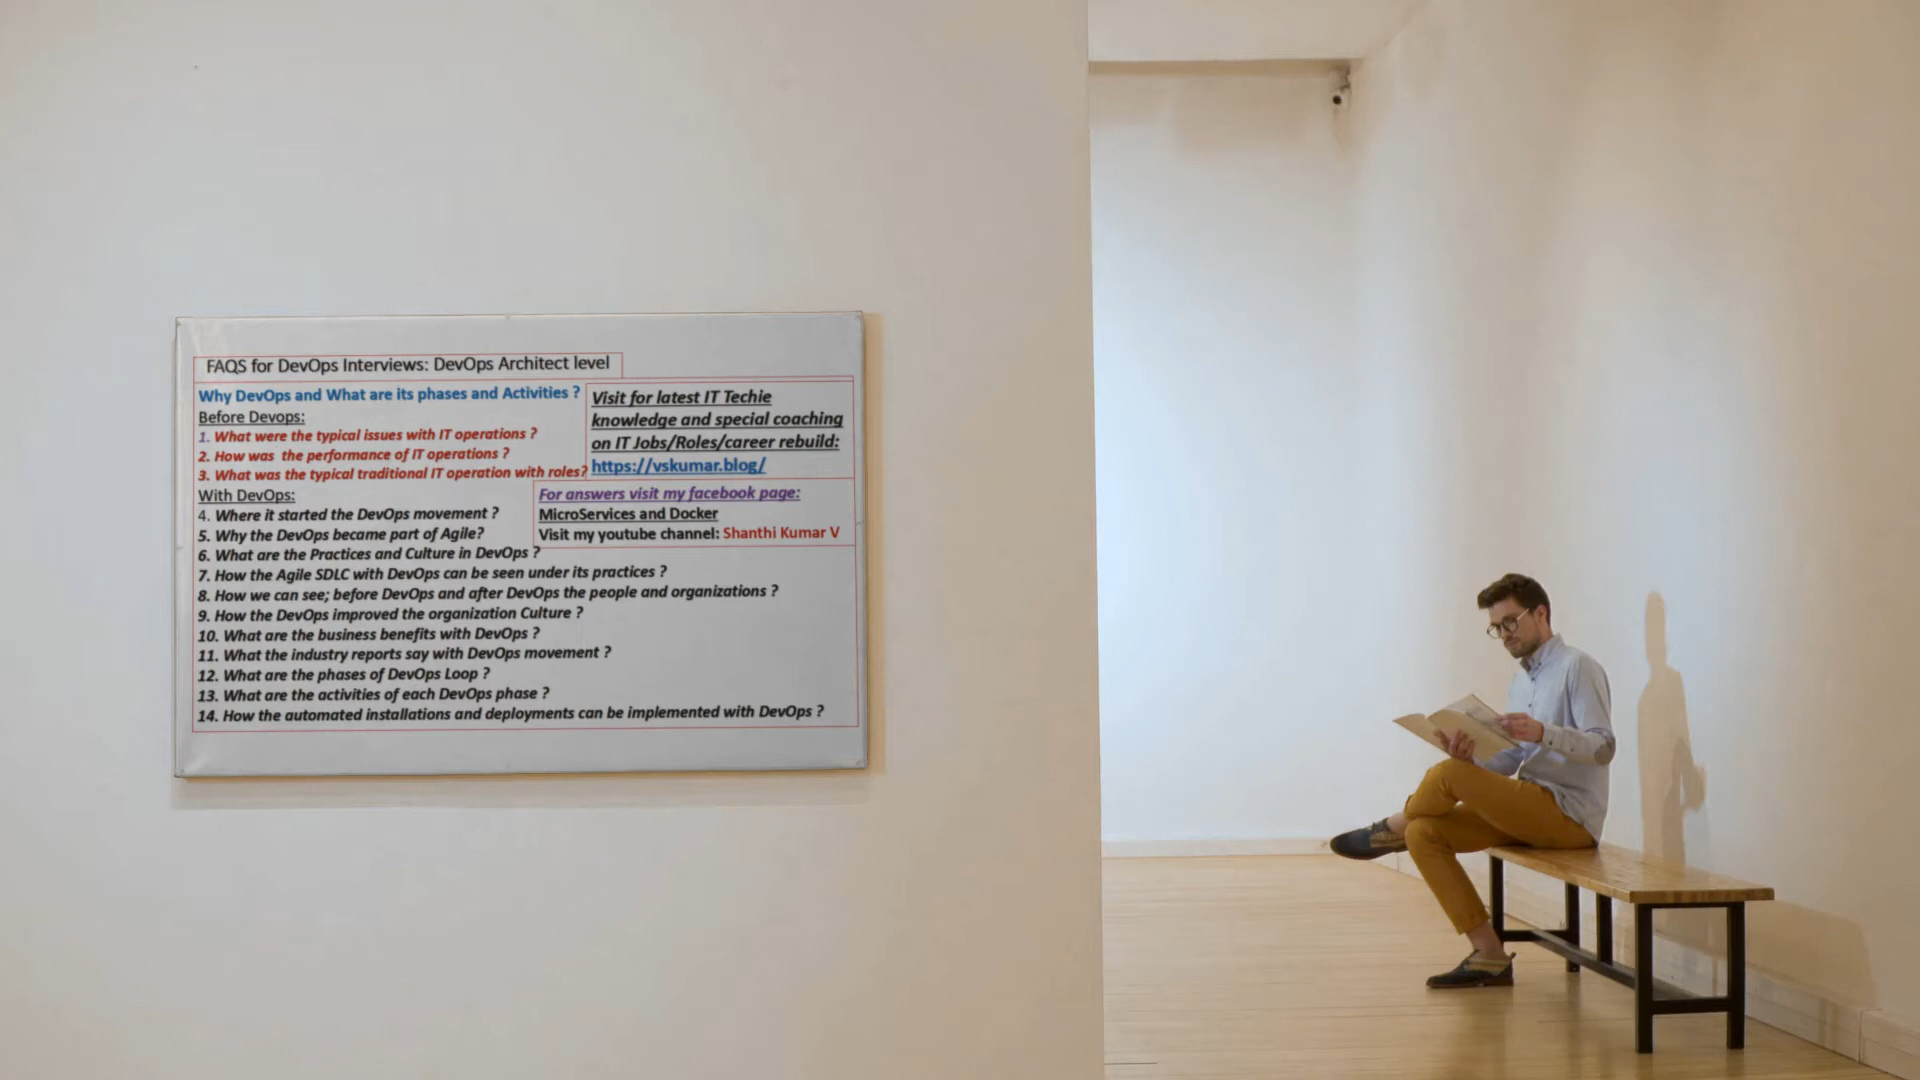 FAQS for DevOps Interviews: DevOps Architect level
Why DevOps and What are its phases and Activities ?
Before Devops:
1. What were the typical issues with IT operations ?
2. How was the performance of IT operations ?
3. What was the typical traditional IT operation with roles?
Visit for latest IT Techie
knowledge and special coaching
on IT Jobs/Roles/career rebuild:
https://vskumar.blog/
With DevOps:
4. Where it started the DevOps movement ?
5. Why the DevOps became part of Agile?
For answers visit my facebook page:
MicroServices and Docker
Visit my youtube channel: Shanthi Kumar V
6. What are the Practices and Culture in DevOps ?
7. How the Agile SDLC with DevOps can be seen under its practices ?
8. How we can see; before DevOps and after DevOps the people and organizations ?
9. How the DevOps improved the organization Culture ?
10. What are the business benefits with DevOps ?
11. What the industry reports say with DevOps movement ?
12. What are the phases of DevOps Loop ?
13. What are the activities of each DevOps phase ?
14. How the automated installations and deployments can be implemented with DevOps ?